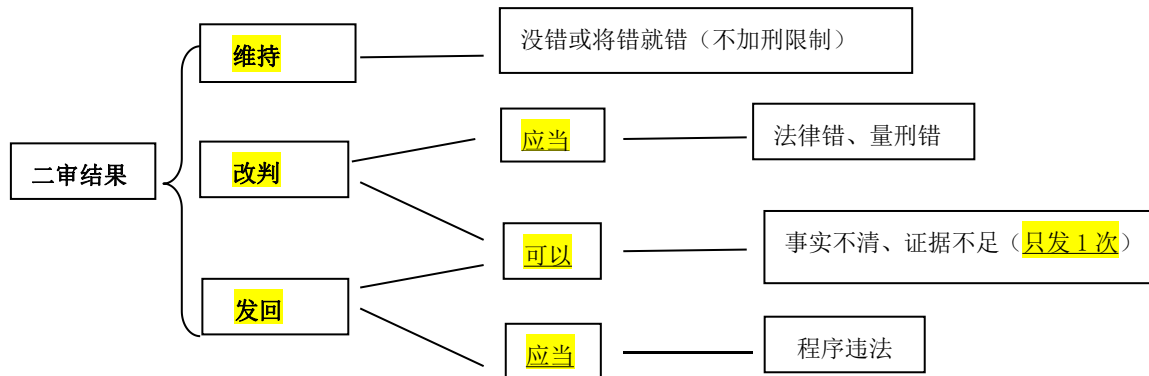 维持
没错或将错就错（不加刑限制）
应当
法律错、量刑错
二审结果
改判
可以
事实不清、证据不足（只发 1 次）
发回
应当
程序违法